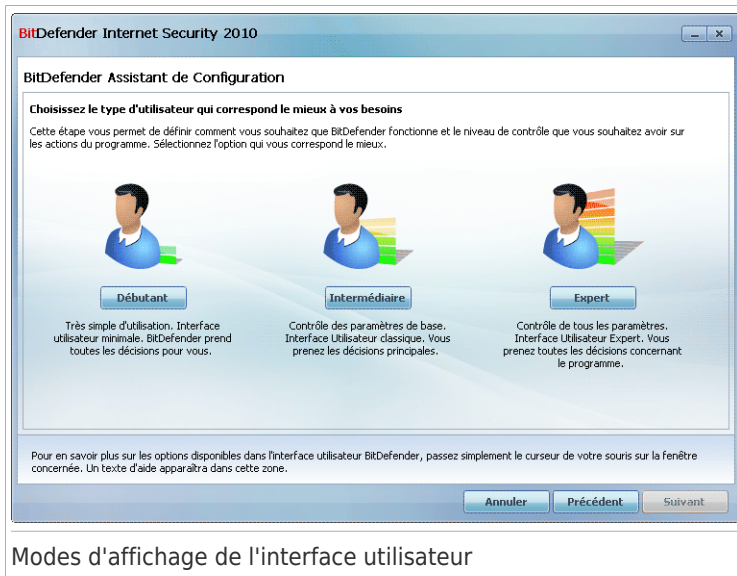 BitDefender Internet Security 2010
BitDefender Assistant de Configuration
Choisissez le type d'utilisateur qui correspond le mieux à vos besoins
Cette étape vous permet de définir comment vous souhaitez que BitDefender fonctionne et le niveau de contrôle que vous souhaitez avoir sur
les actions du programme. Sélectionnez l'option qui vous correspond le mieux.
Débutant
Très simple d'utilisation. Interface
utilisateur minimale. BitDefender prend
toutes les décisions pour vous.
Intermédiaire
Contrôle des paramètres de base.
Interface Utilisateur classique. Vous
prenez les décisions principales.
Expert
Contrôle de tous les paramètres.
Interface Utilisateur Expert. Vous
prenez toutes les décisions concernant
le programme.
Pour en savoir plus sur les options disponibles dans l'interface utilisateur BitDefender, passez simplement le curseur de votre souris sur la fenêtre
concernée. Un texte d'aide apparaîtra dans cette zone.
Annuler Précédent Suivant
Modes d'affichage de l'interface utilisateur